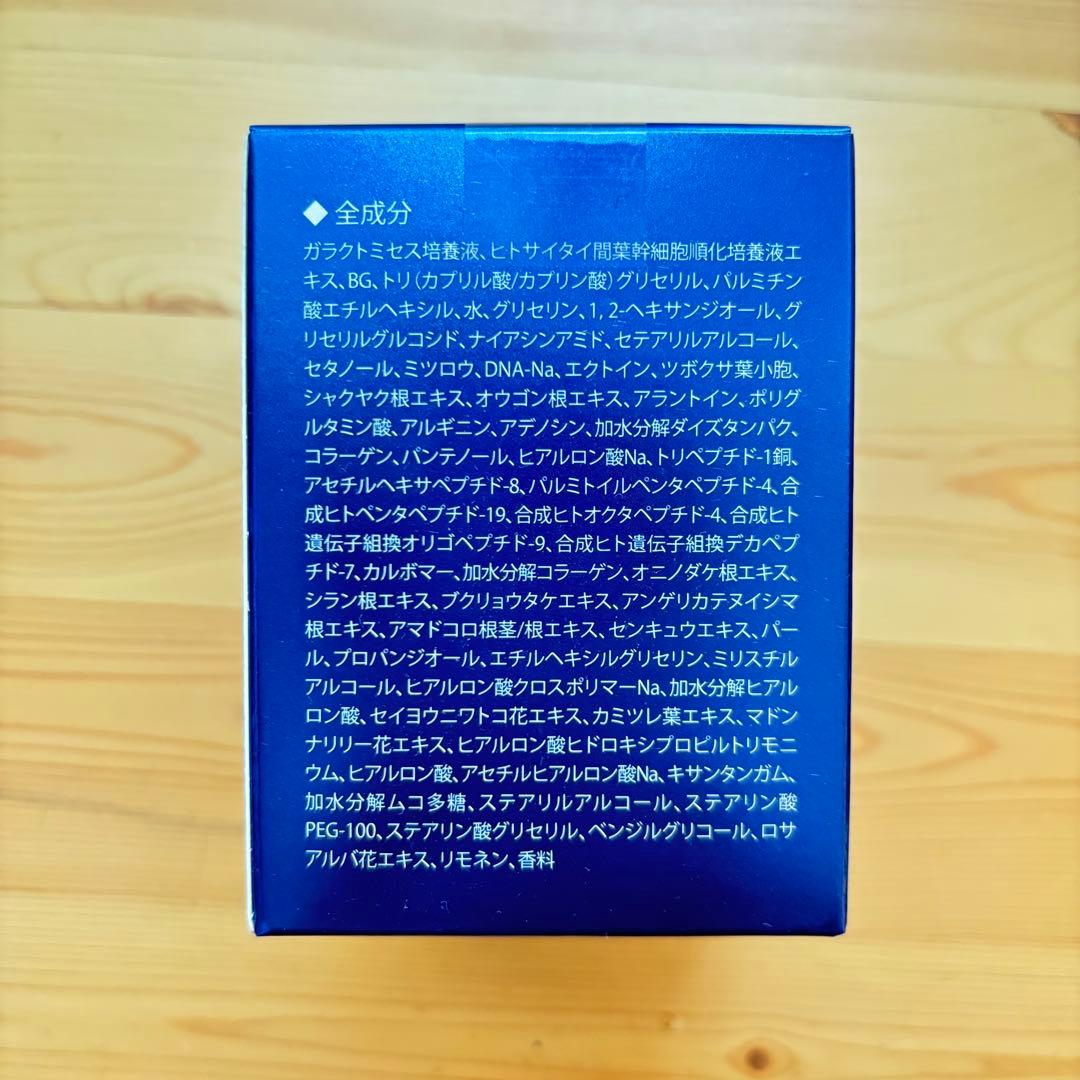 ◆ 全成分
ガラクトミセス培養液、ヒトサイタイ間葉幹細胞順化培養液エ
キス、BG、トリ(カプリル酸/カプリン酸)グリセリル、パルミチン
酸エチルヘキシル、水、グリセリン、1,2-ヘキサンジオール、グ
リセリルグルコシド、ナイアシンアミド、セテアリルアルコール、
セタノール、ミツロウ、DNA-Na、エクトイン、ツボクサ葉小胞、
シャクヤク根エキス、オウゴン根エキス、アラントイン、ポリグ
ルタミン酸、アルギニン、アデノシン、加水分解ダイズタンパク、
コラーゲン、パンテノール、ヒアルロン酸Na、トリペプチド-1銅、
アセチルヘキサペプチド-8、パルミトイルペンタペプチド-4、合
成ヒトペンタペプチド-19、合成ヒトオクタペプチド-4、合成ヒト
遺伝子組換オリゴペプチド-9、合成ヒト遺伝子組換デカペプ
チド-7、カルボマー、加水分解コラーゲン、オニノダケ根エキス、
シラン根エキス、ブクリョウタケエキス、アンゲリカテヌイシマ
根エキス、アマドコロ根茎/根エキス、センキュウエキス、パー
ル、プロパンジオール、エチルヘキシルグリセリン、ミリスチル
アルコール、ヒアルロン酸クロスポリマーNa、加水分解ヒアル
ロン酸、セイヨウニワトコ花エキス、カミツレ葉エキス、マドン
ナリリー花エキス、ヒアルロン酸ヒドロキシプロピルトリモニ
ウム、ヒアルロン酸、アセチルヒアルロン酸Na、キサンタンガム、
加水分解ムコ多糖、ステアリルアルコール、ステアリン酸
PEG-100、ステアリン酸グリセリル、ベンジルグリコール、ロサ
アルバ花エキス、リモネン、香料